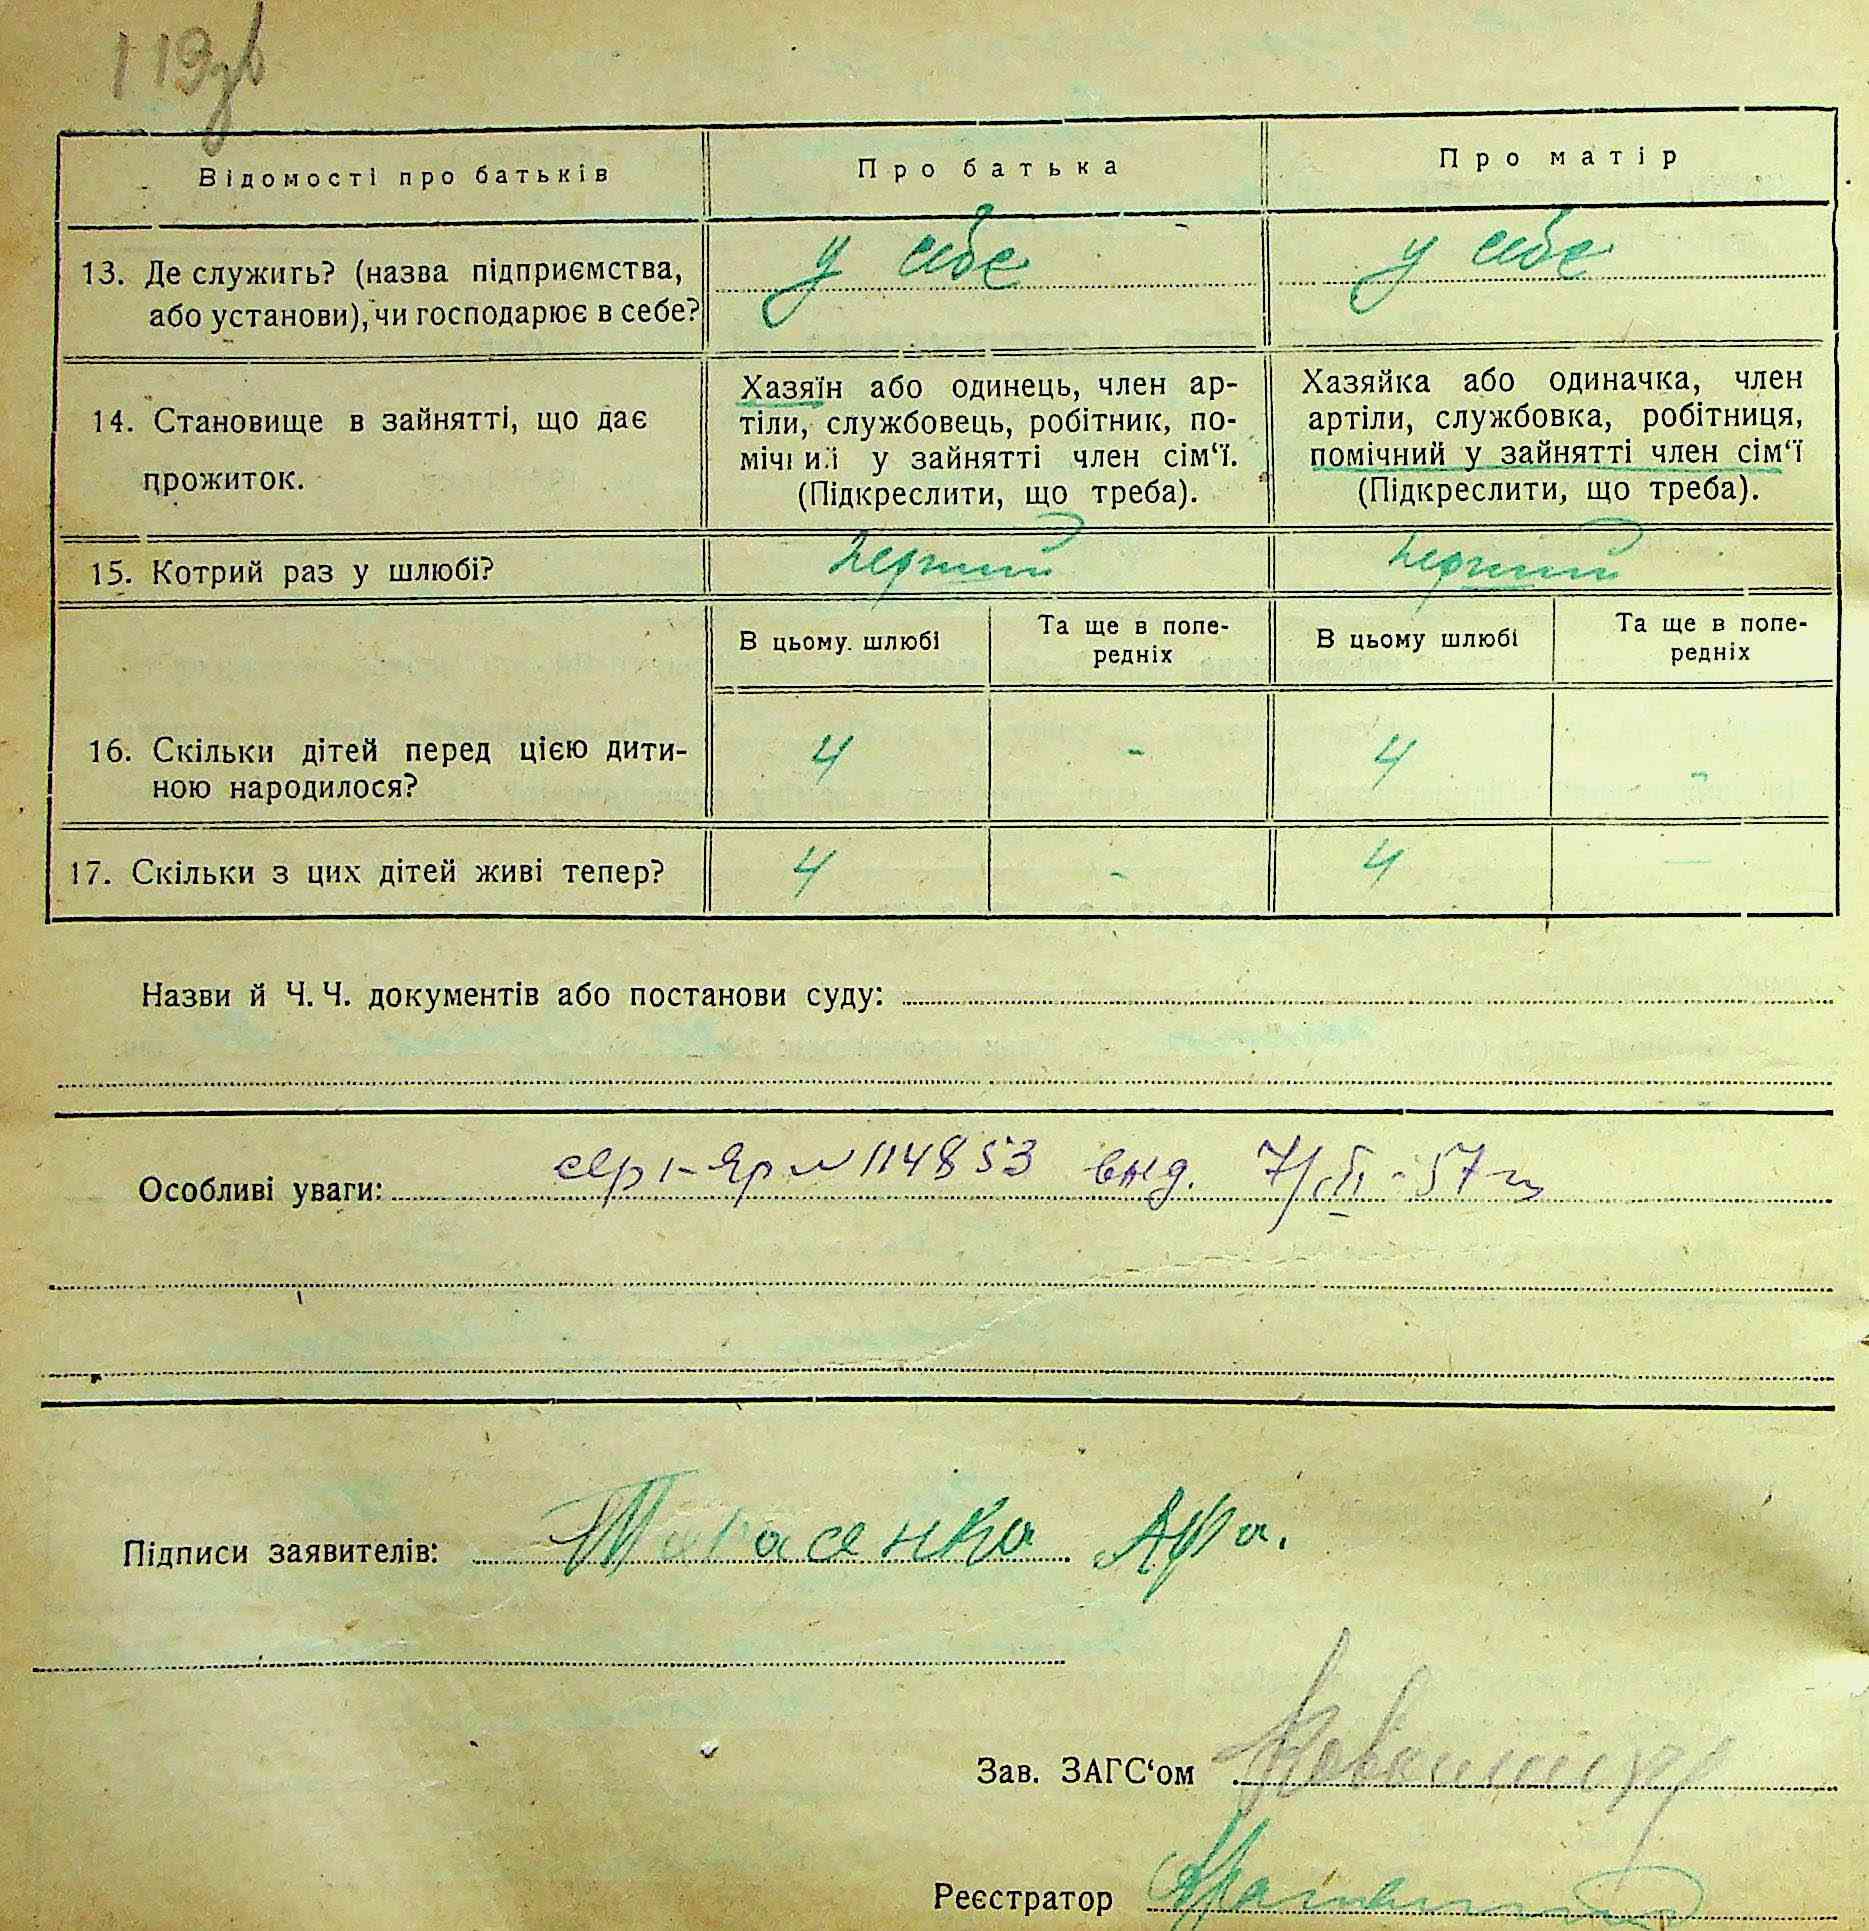 119зв
Відомості про батьків
Про батька
Про матір
13. Де служить? (назва підприємства,
або установи), чи господарює в себе?
у себе
у себе
14. Становище в зайнятті, що дає
прожиток.
Хазяїн або одинець, член ар-
тіли, службовець, робітник, по-
мічний у зайнятті член сім‘ї.
(Підкреслити, що треба).
Хазяйка або одиначка, член
артіли, службовка, робітниця,
помічний у зайнятті член сім‘ї
(Підкреслити, що треба).
15. Котрий раз у шлюбі?
перший
перший
В цьому. шлюбі
Та ще в попе-
редніх
В цьому шлюбі
Та ще в попе-
редніх
16. Скільки дітей перед цією дити-
ною народилося?
4
-
4
-
17. Скільки з цих дітей живі тепер?
4
-
4
-
Назви й Ч. Ч. документів або постанови суду:
Особливі уваги: 114853 вид. 57
Підписи заявителів: Тарасенка
Зав. ЗАГС‘ом
Реєстратор